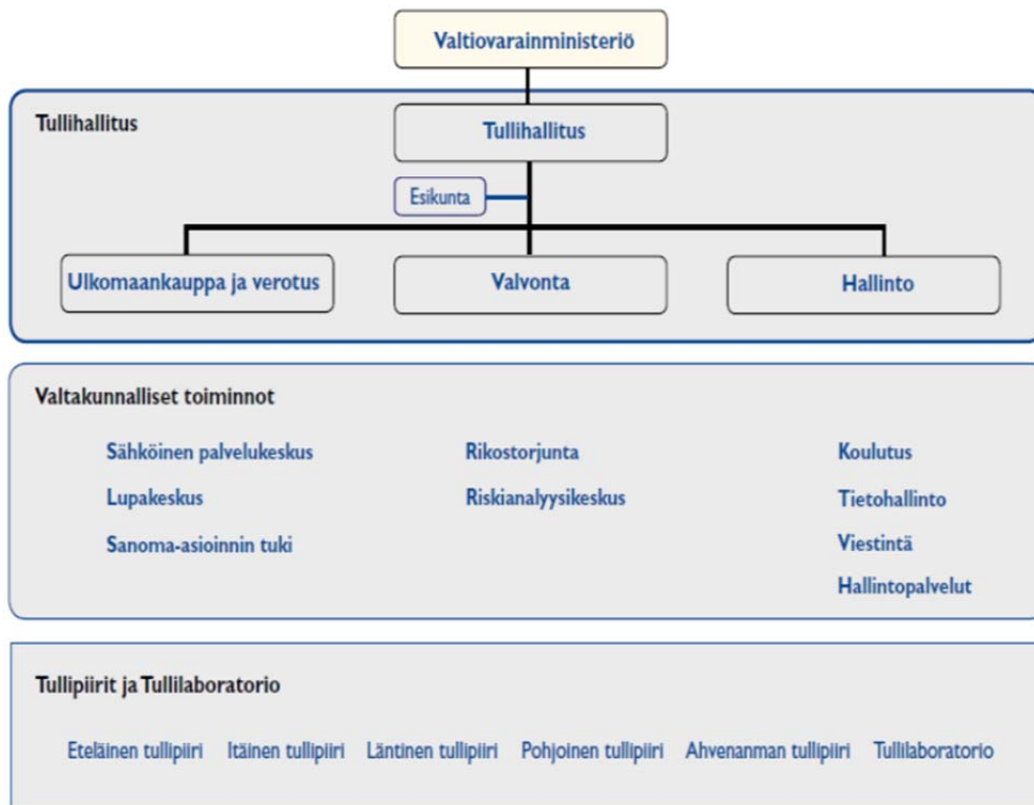 Valtiovarainministeriö
Tullihallitus
Tullihallitus
Esikunta
Ulkomaankauppa ja verotus
Valvonta
Hallinto
Valtakunnalliset toiminnot
Sähköinen palvelukeskus
Lupakeskus
Sanoma-asioinnin tuki
Rikostorjunta
Riskianalyysikeskus
Koulutus
Tietohallinto
Viestintä
Hallintopalvelut
Tullipiirit ja Tullilaboratorio
Eteläinen tullipiiri
Itäinen tullipiiri
Läntinen tullipiiri
Pohjoinen tullipiiri
Ahvenanman tullipiiri
Tullilaboratorio